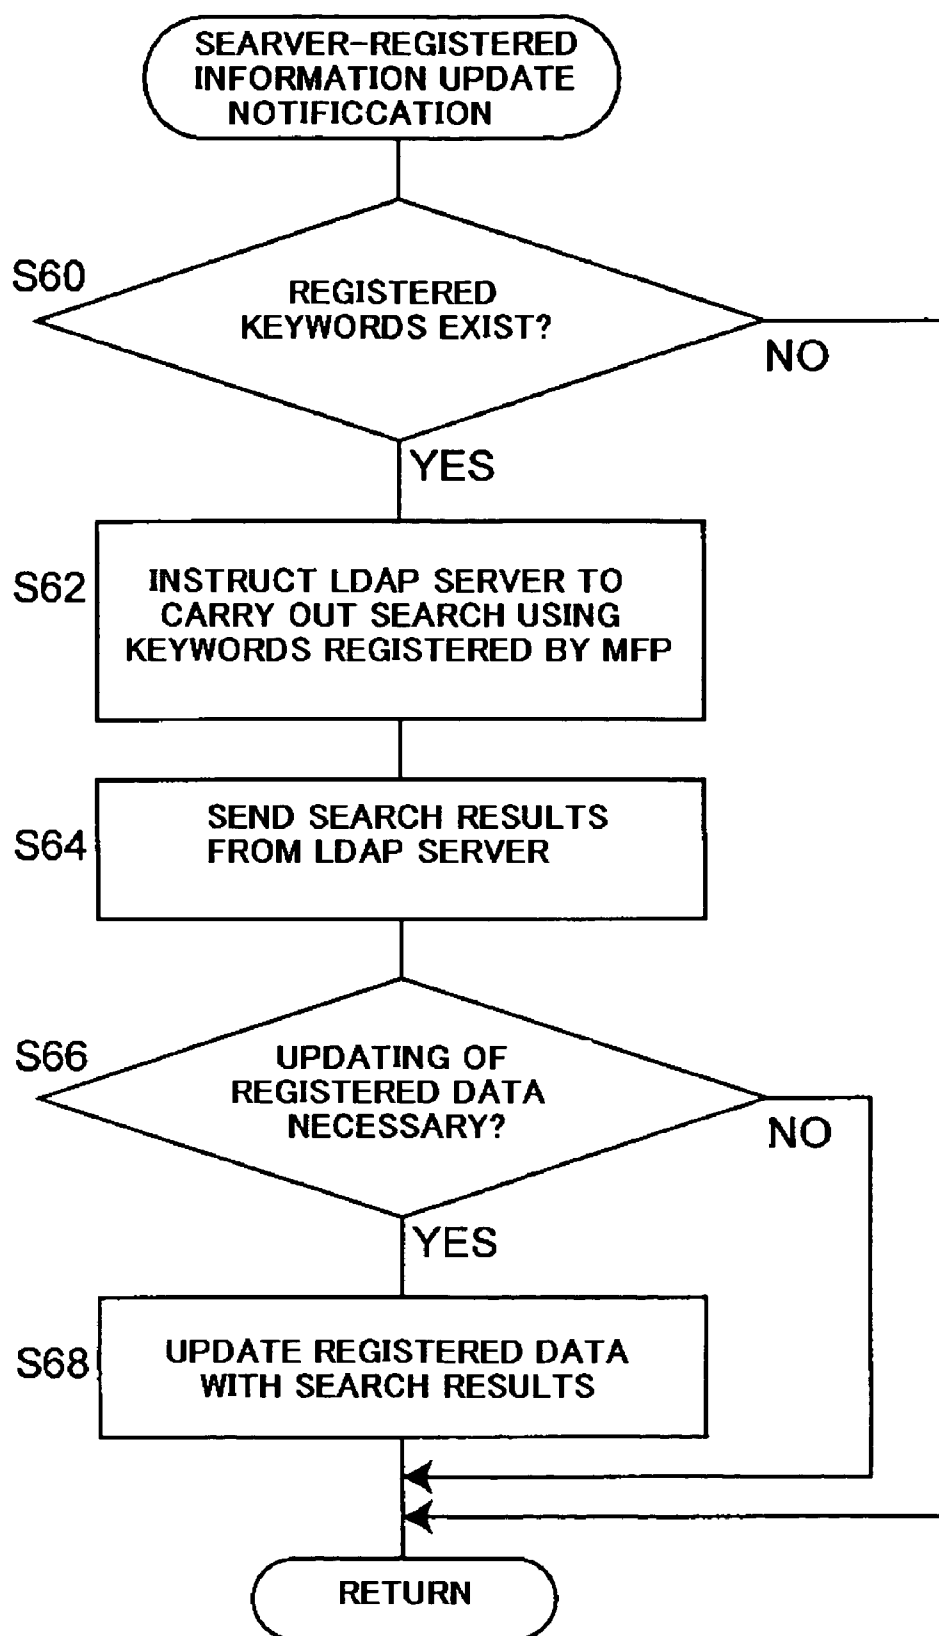 SEARVER-REGISTERED
INFORMATION UPDATE
NOTIFICCATION
S60
REGISTERED
KEYWORDS EXIST?
NO
YES
S62
INSTRUCT LDAP SERVER TO
CARRY OUT SEARCH USING
KEYWORDS REGISTERED BY MFP
S64
SEND SEARCH RESULTS
FROM LDAP SERVER
S66
UPDATING OF
REGISTERED DATA
NECESSARY?
NO
YES
S68
UPDATE REGISTERED DATA
WITH SEARCH RESULTS
RETURN